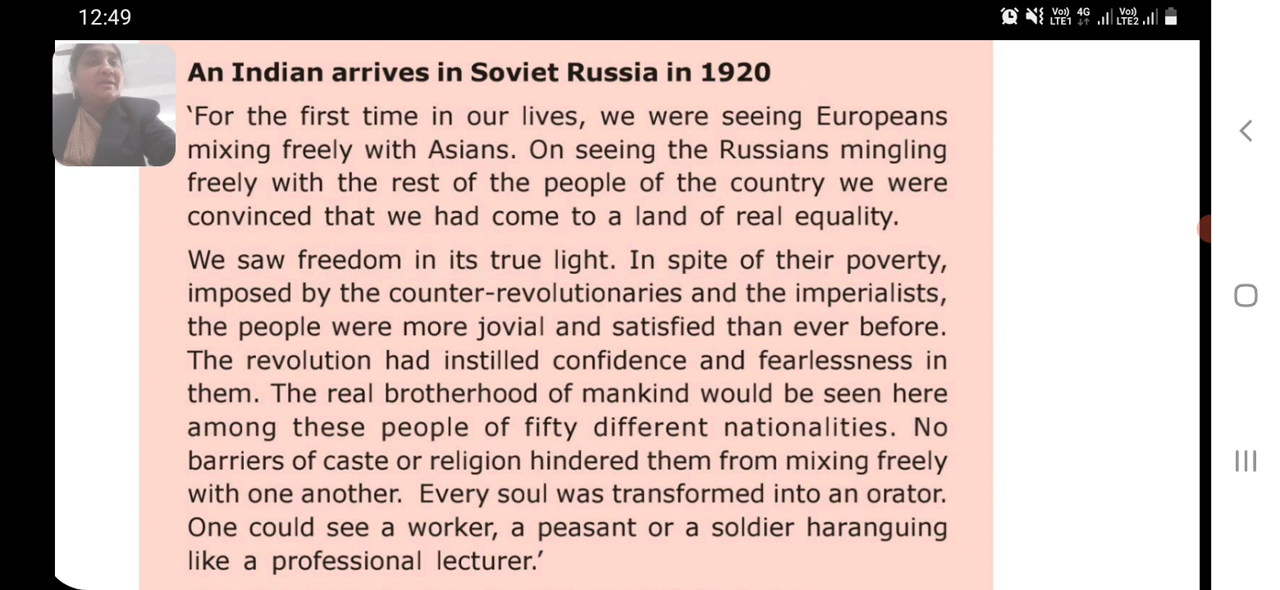 12:49
Vo)) 4G Vo))
LTE1 LTE2
An Indian arrives in Soviet Russia in 1920
‘For the first time in our lives, we were seeing Europeans
mixing freely with Asians. On seeing the Russians mingling
freely with the rest of the people of the country we were
convinced that we had come to a land of real equality.
We saw freedom in its true light. In spite of their poverty,
imposed by the counter-revolutionaries and the imperialists,
the people were more jovial and satisfied than ever before.
The revolution had instilled confidence and fearlessness in
them. The real brotherhood of mankind would be seen here
among these people of fifty different nationalities. No
barriers of caste or religion hindered them from mixing freely
with one another. Every soul was transformed into an orator.
One could see a worker, a peasant or a soldier haranguing
like a professional lecturer.’